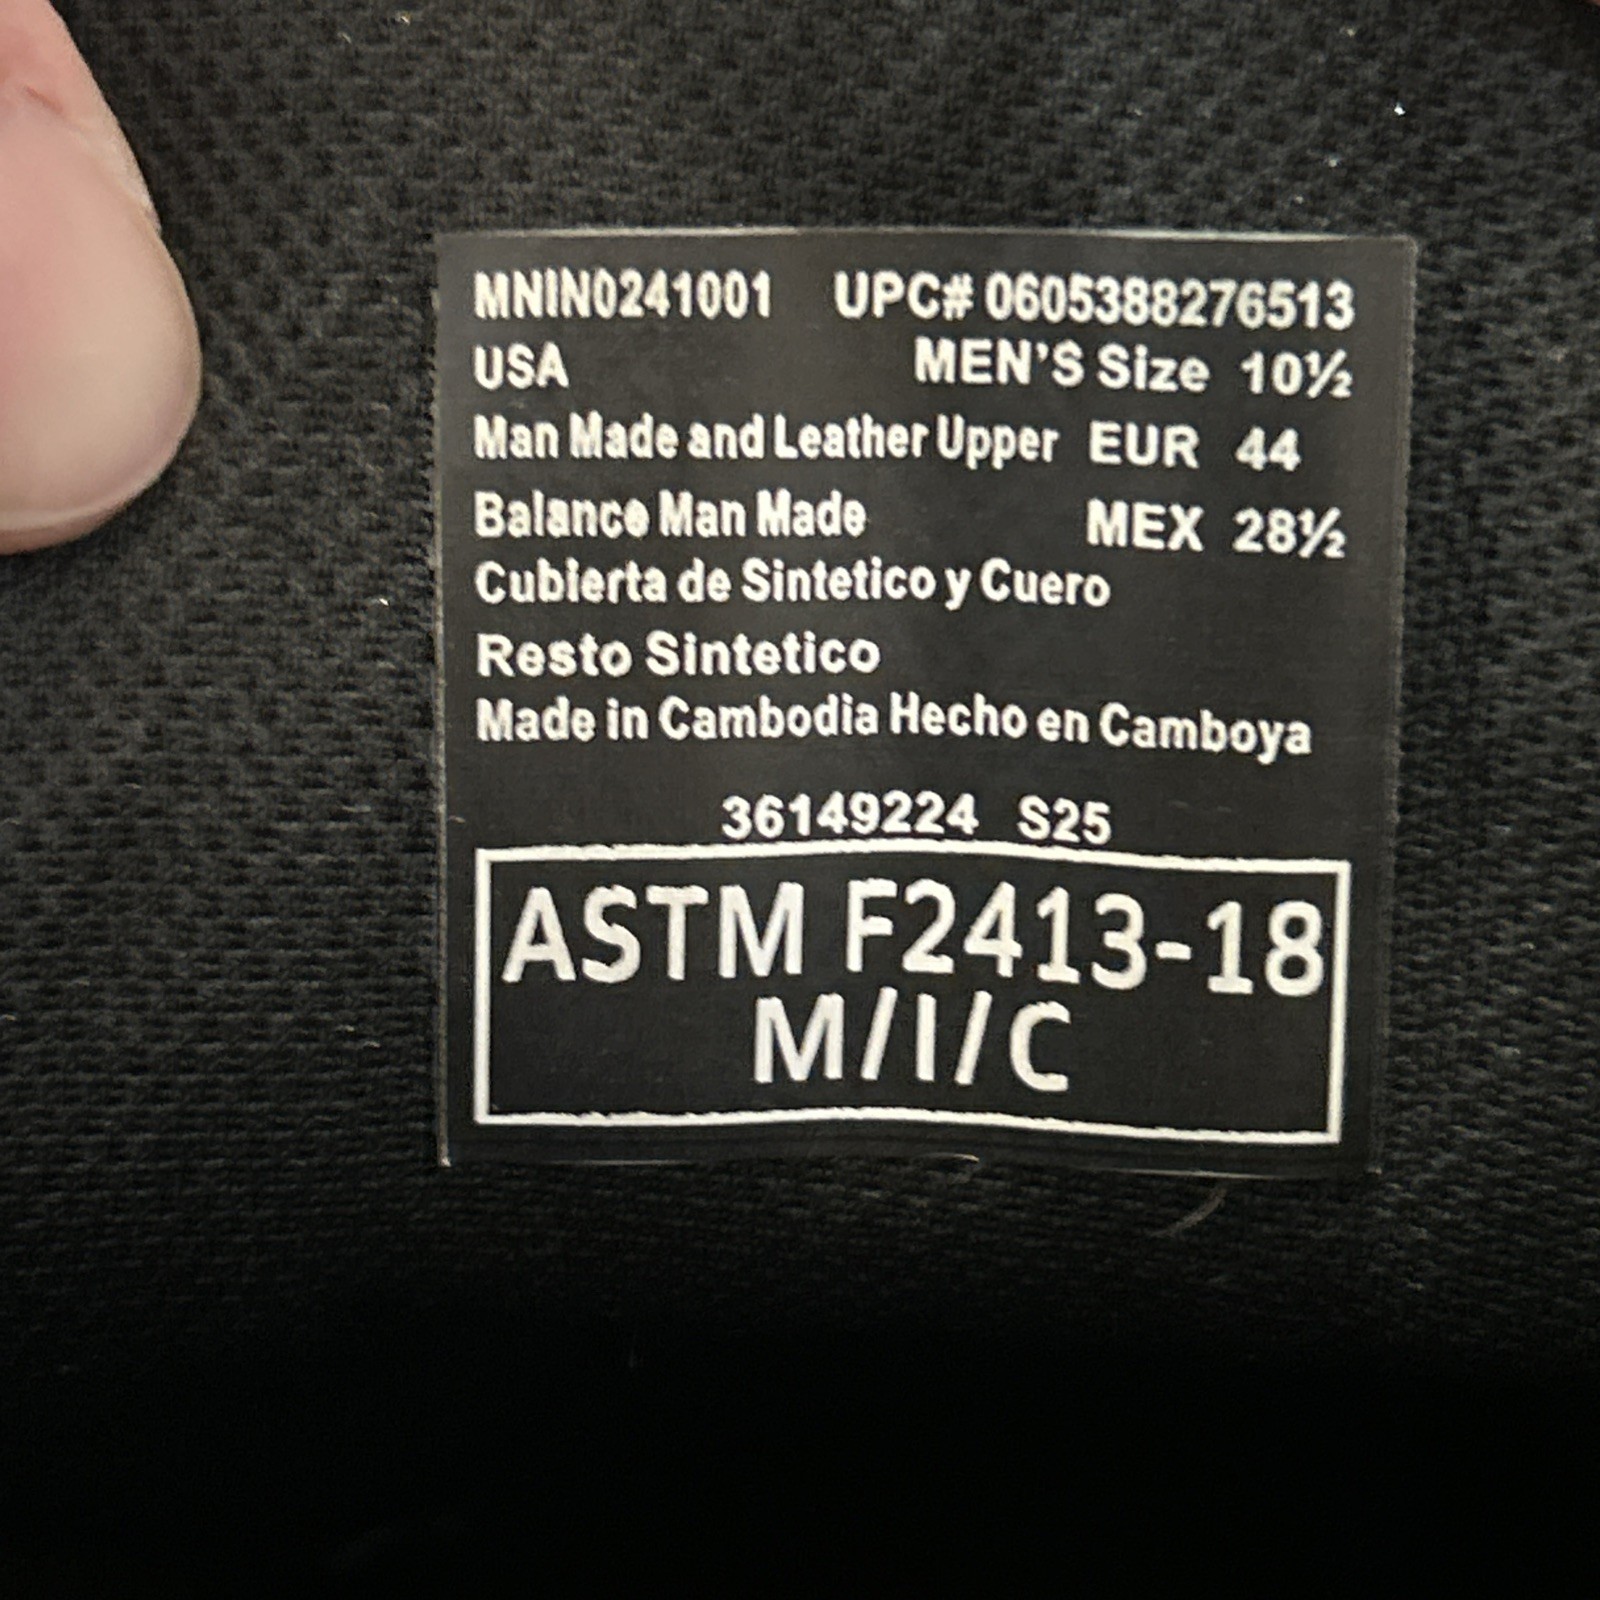 MNIN0241001 UPC# 0605388276513
USA MEN'S Size 10½
Man Made and Leather Upper EUR 44
Balance Man Made MEX 28½
Cubierta de Sintetico y Cuero
Resto Sintetico
Made in Cambodia Hecho en Camboya
36149224 S25
ASTM F2413-18
M/I/C